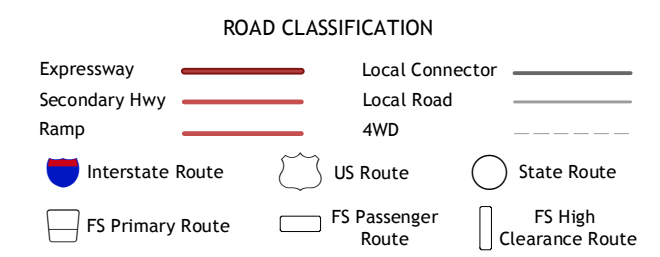 ROAD CLASSIFICATION
Expressway
Local Connector
Secondary Hwy
Local Road
Ramp
4WD
Interstate Route
US Route
State Route
FS Primary Route
FS Passenger
Route
FS High
Clearance Route